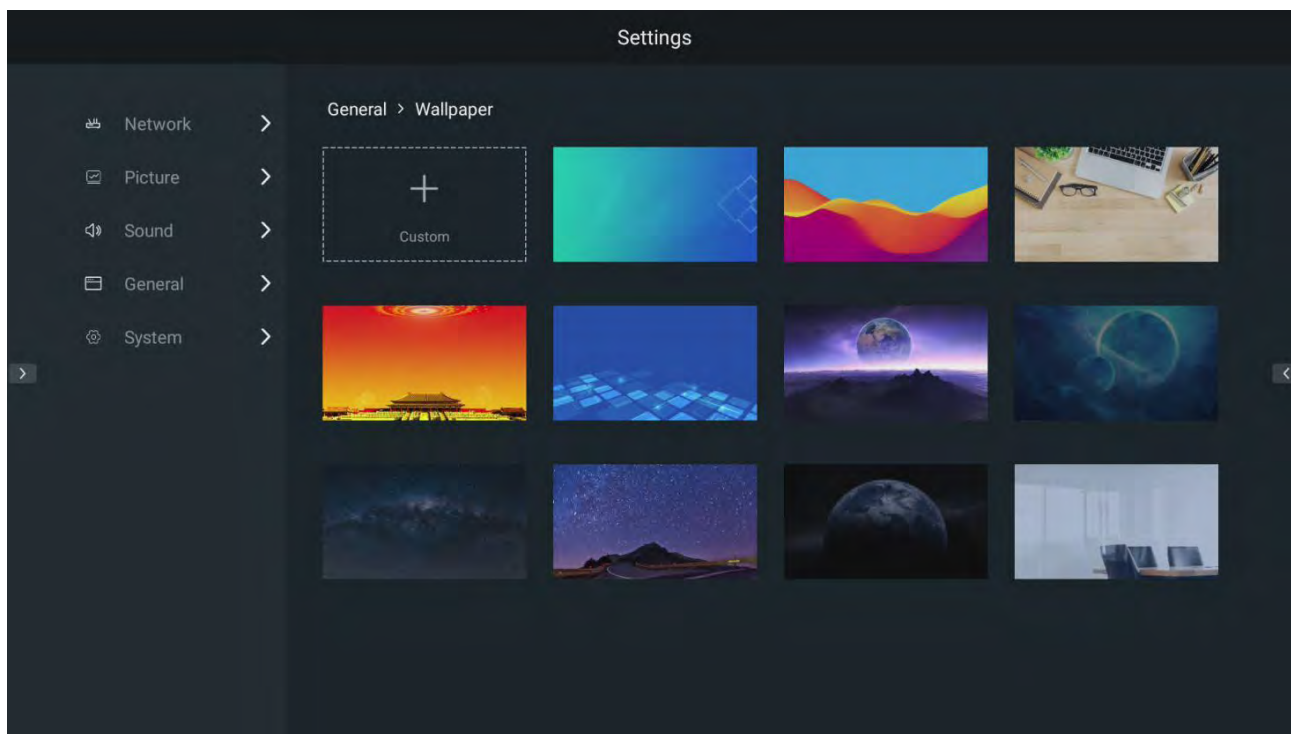 Settings
Network
Picture
Sound
General
System
General > Wallpaper
Custom